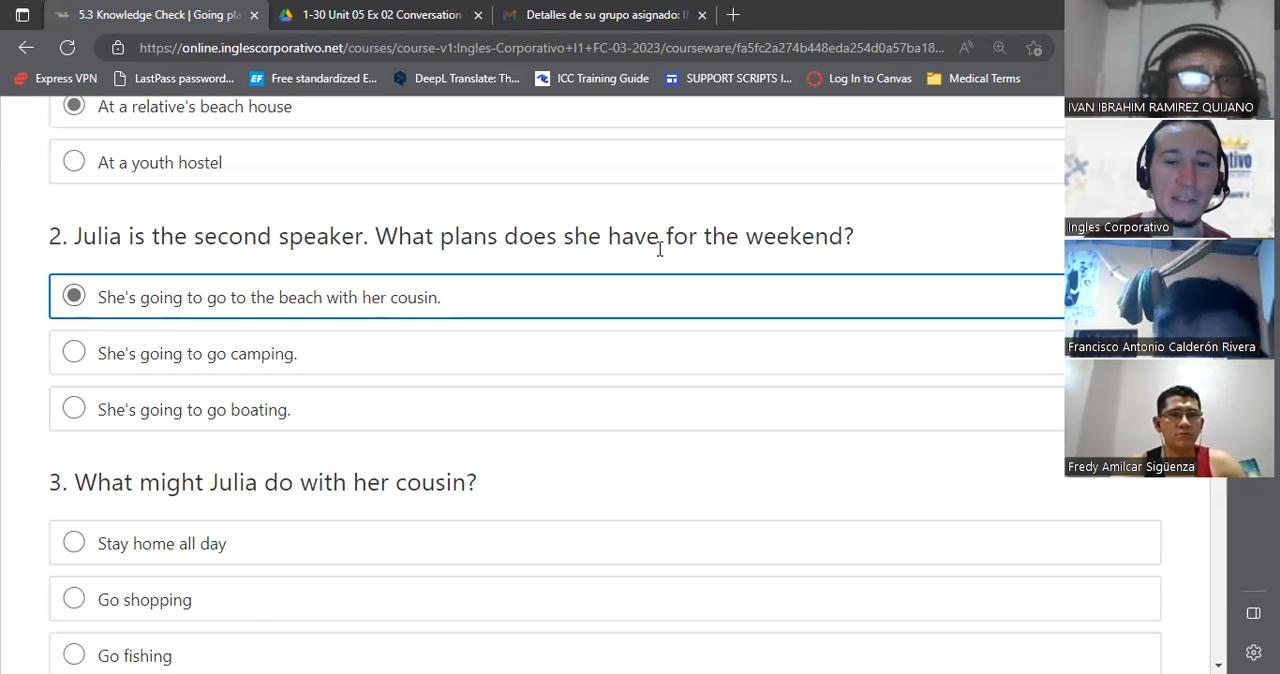 5.3 Knowledge Check | Going pla
1-30 Unit 05 Ex 02 Conversation
Detalles de su grupo asignado: I
https://online.inglescorporativo.net/courses/course-v1:Ingles-Corporativo+I1+FC-03-2023/courseware/fa5fc2a274b448eda254d0a57ba18...
Express VPN
LastPass password...
EF Free standardized E...
DeepL Translate: Th...
ICC Training Guide
SUPPORT SCRIPTS I...
Log In to Canvas
Medical Terms
At a relative's beach house
At a youth hostel
2. Julia is the second speaker. What plans does she have for the weekend?
She's going to go to the beach with her cousin.
She's going to go camping.
She's going to go boating.
3. What might Julia do with her cousin?
Stay home all day
Go shopping
Go fishing
IVAN IBRAHIM RAMIREZ QUIJANO
Ingles Corporativo
Francisco Antonio Calderón Rivera
Fredy Amilcar Sigüenza